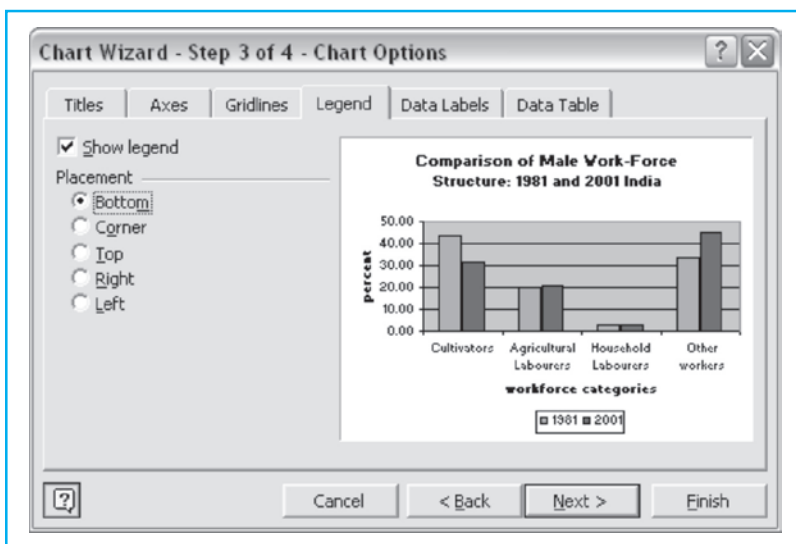 Chart Wizard - Step 3 of 4 - Chart Options
Titles Axes Gridlines Legend Data Labels Data Table
Show legend
Placement
Bottom
Corner
Top
Right
Left
Comparison of Male Work-Force
Structure: 1981 and 2001 India
percent
50.00
40.00
30.00
20.00
10.00
0.00
Cultivators
Agricultural
Labourers
Household
Labourers
Other
workers
workforce categories
1981 2001
Cancel < Back Next > Finish